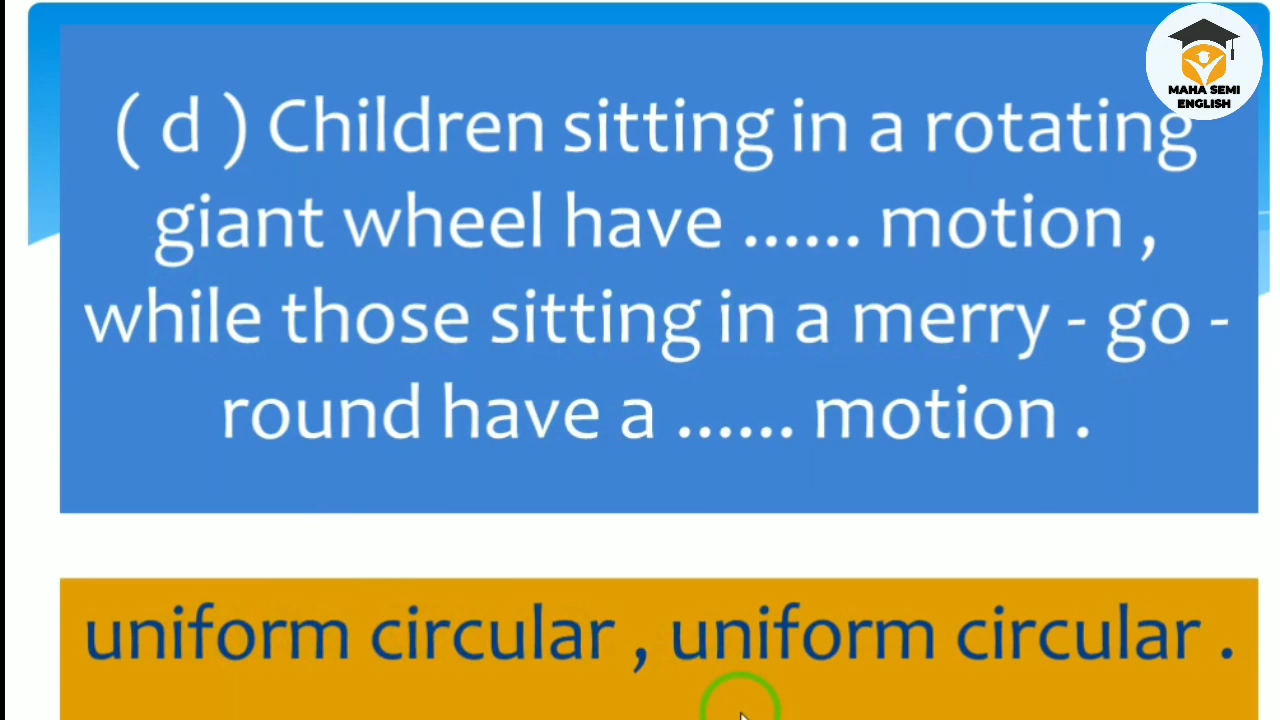 MAHA SEMI
ENGLISH
( d ) Children sitting in a rotating
giant wheel have ...... motion ,
while those sitting in a merry - go -
round have a ...... motion .
uniform circular , uniform circular .